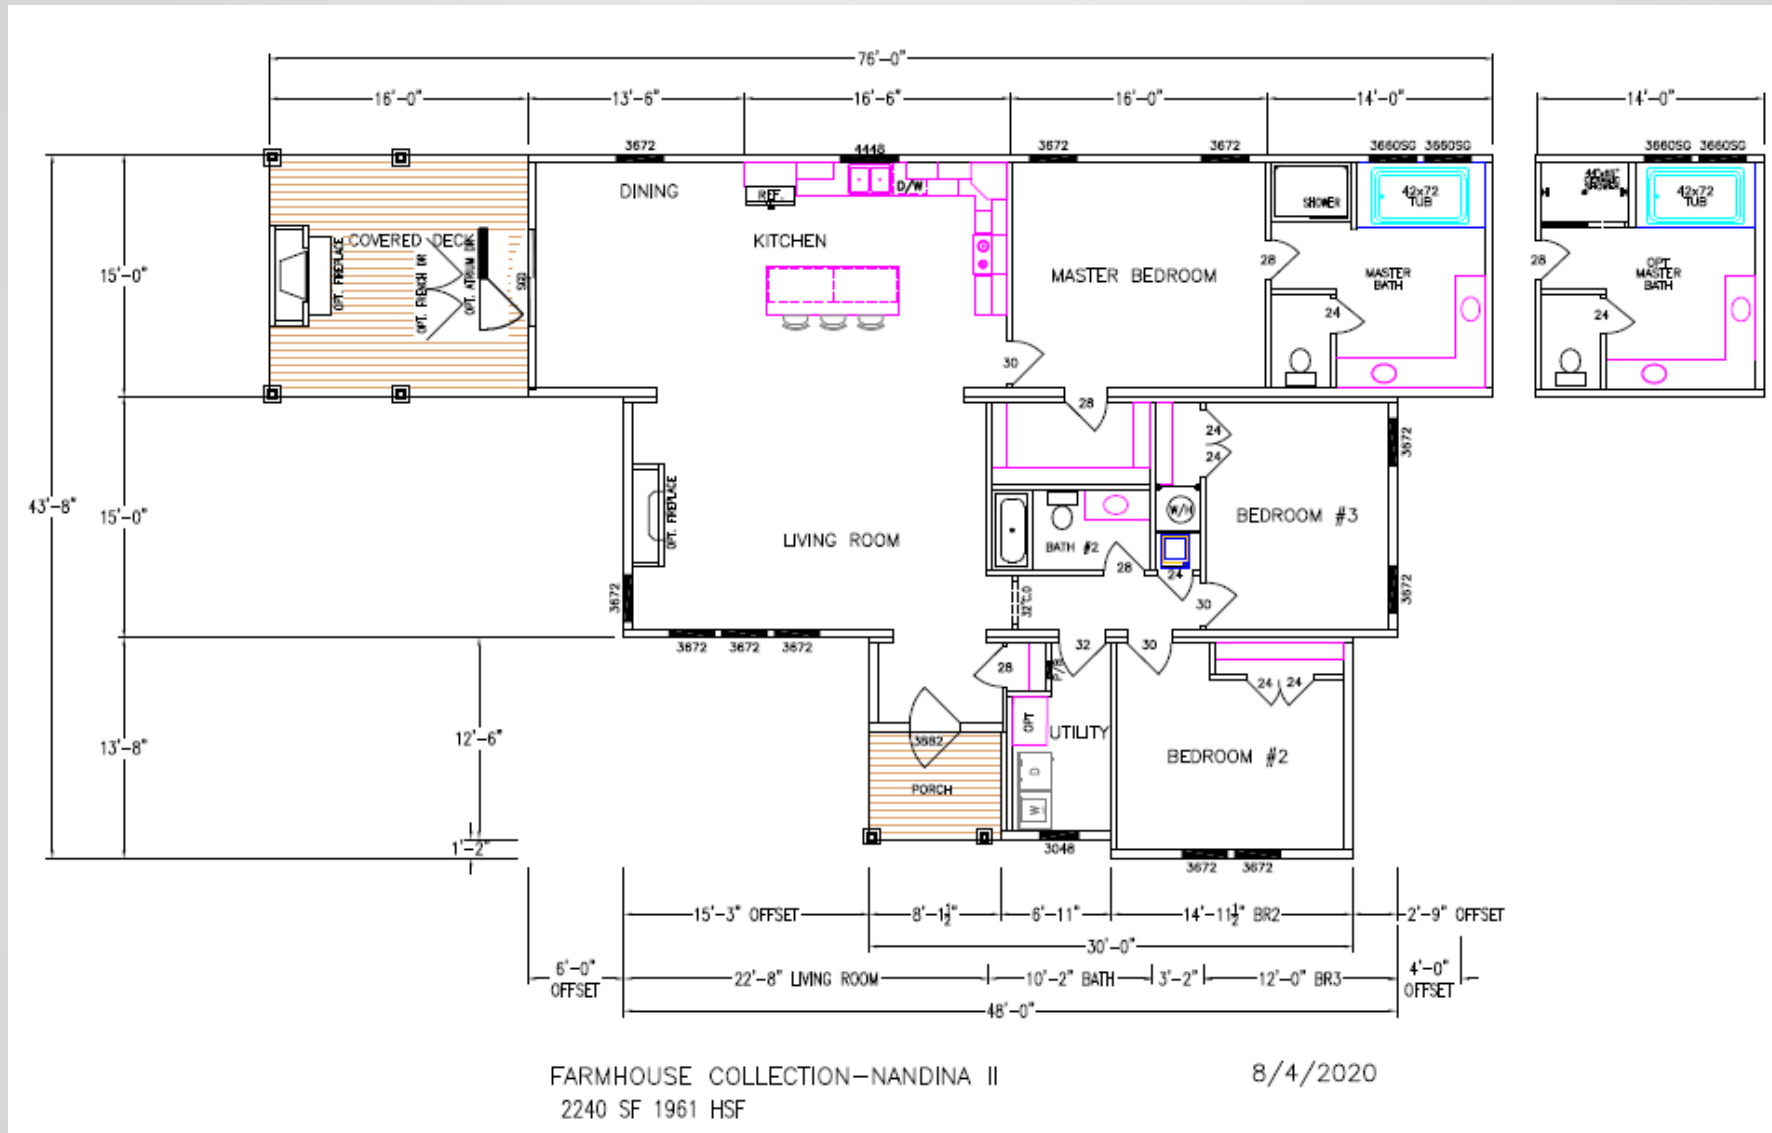 76'-0"
16'-0"
13'-6"
16'-6"
16'-0"
14'-0"
14'-0"
3672
4448
3672
3672
3660SG
3660SG
3660SG
3660SG
DINING
REF.
D/W
SHOWER
42x72
TUB
42x72
TUB
COVERED DECK
OPT. FIREPLACE
OPT. FRENCH DR
OPT. ATRIUM DR
SGD
KITCHEN
MASTER BEDROOM
28
MASTER
BATH
24
28
OPT.
MASTER
BATH
24
15'-0"
30
28
43'-8"
15'-0"
OPT. FIREPLACE
LIVING ROOM
24
24
W/H
BEDROOM #3
3672
BATH #2
28
24
3672
32"C.O
30
3672
3672
3672
3672
28
P/B
32
30
24
24
13'-8"
12'-6"
3682
OPT
UTILITY
BEDROOM #2
PORCH
D
W
1'-2"
3048
3672
3672
15'-3" OFFSET
8'-1½"
6'-11"
14'-11½" BR2
2'-9" OFFSET
30'-0"
6'-0"
OFFSET
22'-8" LIVING ROOM
10'-2" BATH
3'-2"
12'-0" BR3
4'-0"
OFFSET
48'-0"
FARMHOUSE COLLECTION-NANDINA II
8/4/2020
2240 SF 1961 HSF